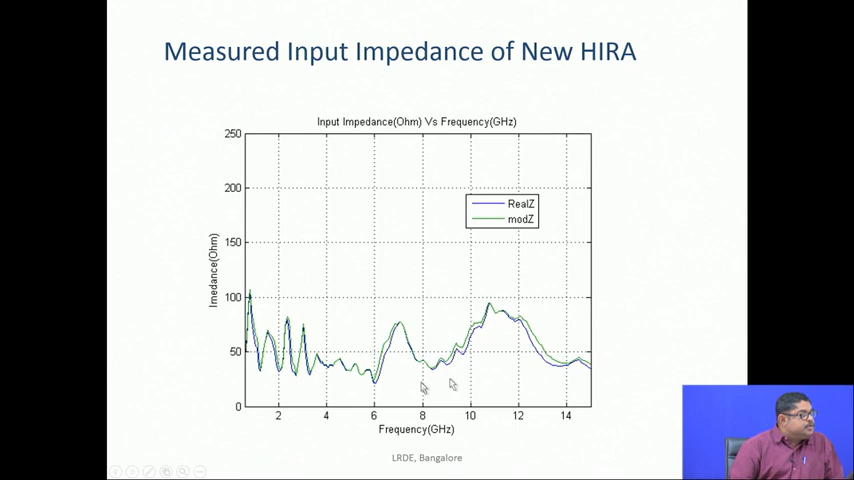 Measured Input Impedance of New HIRA
Input Impedance(Ohm) Vs Frequency(GHz)
250
200
150
100
50
0
Imedance(Ohm)
RealZ
modZ
2 4 6 8 10 12 14
Frequency(GHz)
LRDE, Bangalore